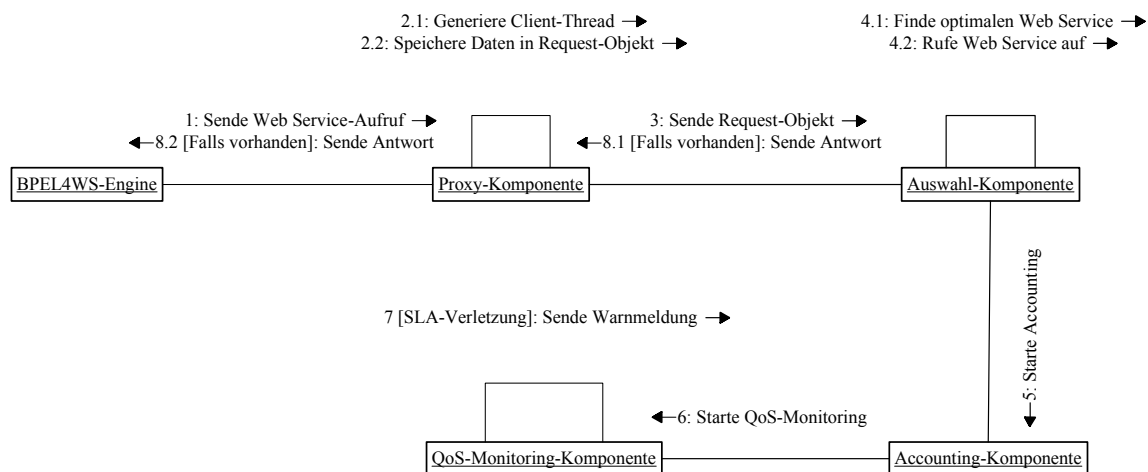 2.1: Generiere Client-Thread
2.2: Speichere Daten in Request-Objekt
4.1: Finde optimalen Web Service
4.2: Rufe Web Service auf
1: Sende Web Service-Aufruf
8.2 [Falls vorhanden]: Sende Antwort
3: Sende Request-Objekt
8.1 [Falls vorhanden]: Sende Antwort
BPEL4WS-Engine
Proxy-Komponente
Auswahl-Komponente
5: Starte Accounting
7 [SLA-Verletzung]: Sende Warnmeldung
6: Starte QoS-Monitoring
QoS-Monitoring-Komponente
Accounting-Komponente